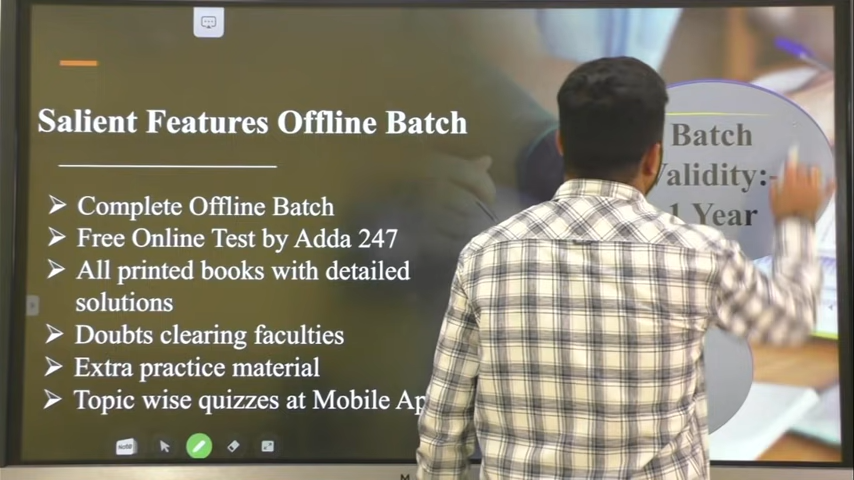 Salient Features Offline Batch
Complete Offline Batch
Free Online Test by Adda 247
All printed books with detailed
solutions
Doubts clearing faculties
Extra practice material
Topic wise quizzes at Mobile Ap
Batch
Validity:-
1 Year